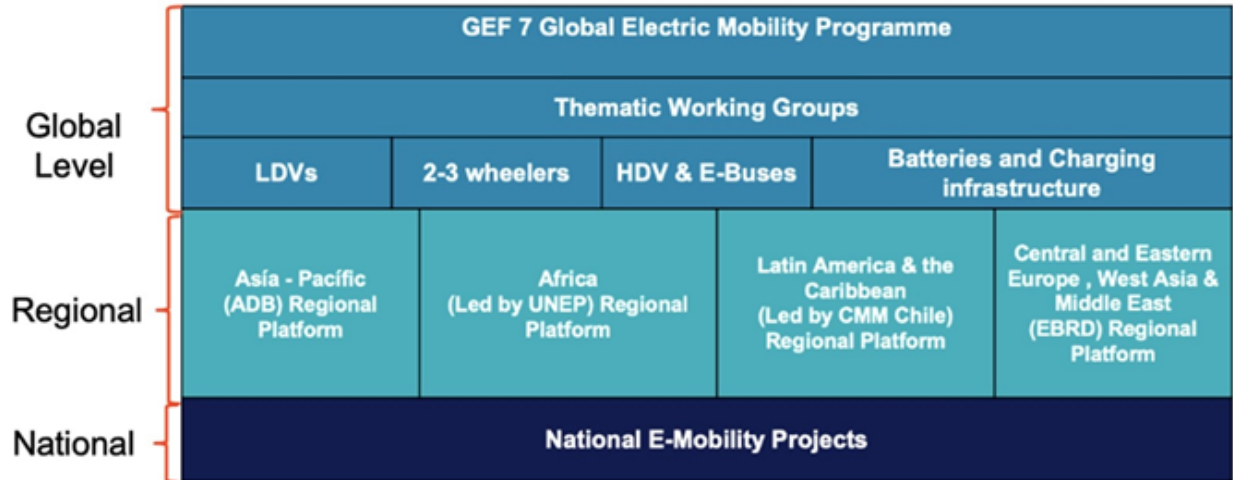 GEF 7 Global Electric Mobility Programme
Thematic Working Groups
Global
Level
LDVs
2-3 wheelers
HDV & E-Buses
Batteries and Charging
infrastructure
Regional
Asía - Pacífic
(ADB) Regional
Platform
Africa
(Led by UNEP) Regional
Platform
Latin America & the
Caribbean
(Led by CMM Chile)
Regional Platform
Central and Eastern
Europe , West Asia &
Middle East
(EBRD) Regional
Platform
National
National E-Mobility Projects